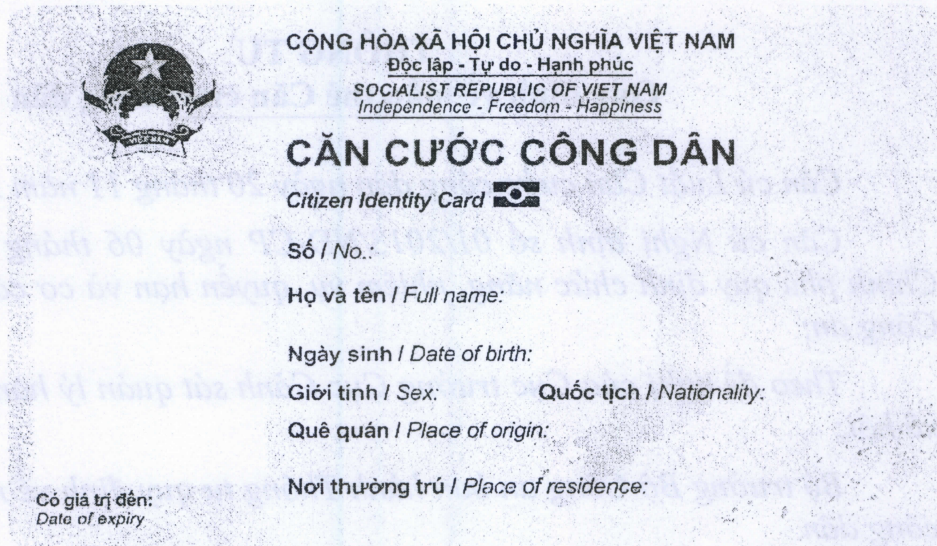 CỘNG HÒA XÃ HỘI CHỦ NGHĨA VIỆT NAM
Độc lập - Tự do - Hạnh phúc
SOCIALIST REPUBLIC OF VIET NAM
Independence - Freedom - Happiness
CĂN CƯỚC CÔNG DÂN
Citizen Identity Card
Số / No.:
Họ và tên / Full name:
Ngày sinh / Date of birth:
Giới tính / Sex: Quốc tịch / Nationality:
Quê quán / Place of origin:
Nơi thường trú / Place of residence:
Có giá trị đến:
Date of expiry
VIỆT NAM